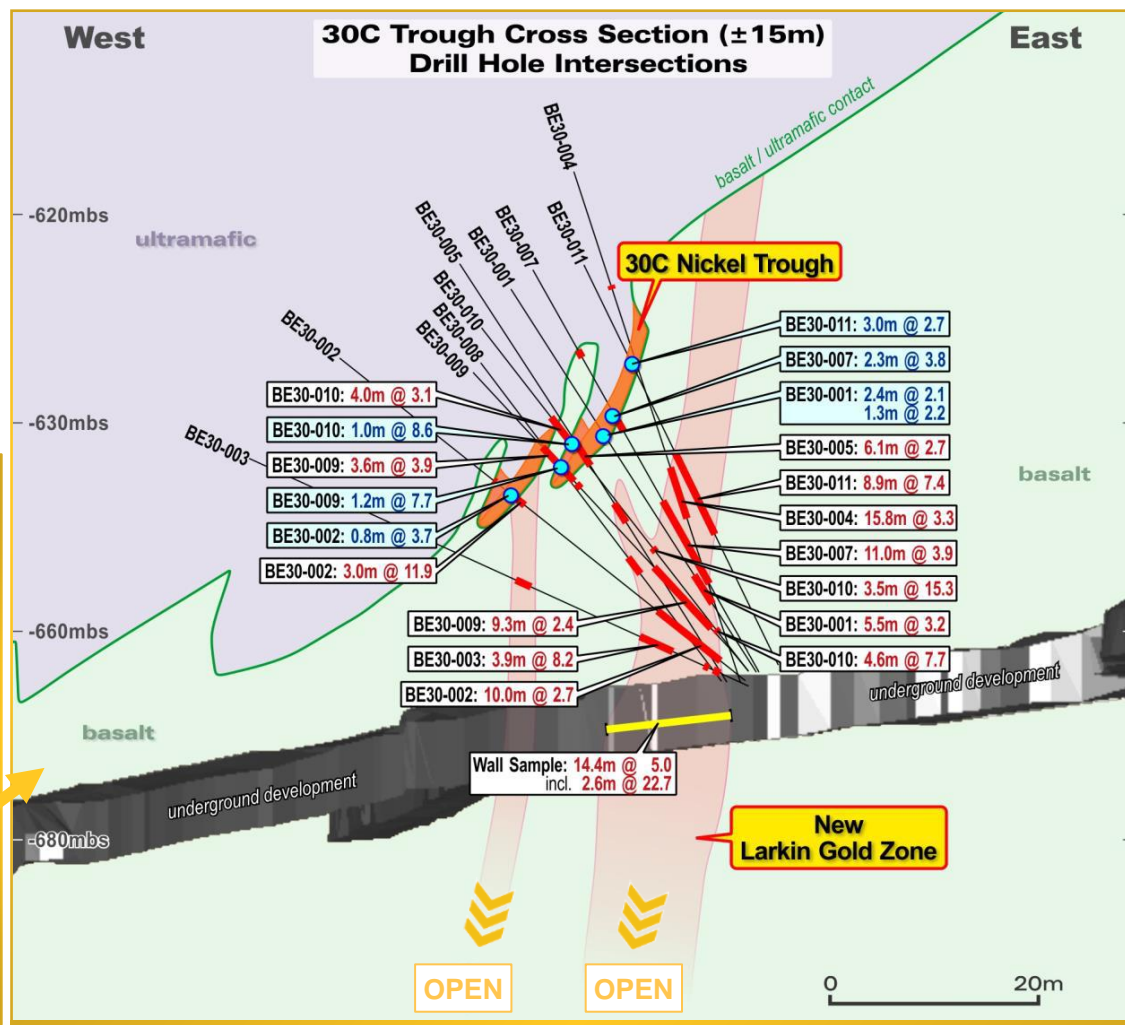 West
30C Trough Cross Section (±15m)
Drill Hole Intersections
East
BE30-004
basalt / ultramafic contact
-620mbs
ultramafic
BE30-005
BE30-001
BE30-007
BE30-011
30C Nickel Trough
BE30-010
BE30-008
BE30-009
BE30-002
BE30-003
BE30-011: 3.0m @ 2.7
BE30-007: 2.3m @ 3.8
BE30-001: 2.4m @ 2.1
1.3m @ 2.2
BE30-005: 6.1m @ 2.7
BE30-011: 8.9m @ 7.4
BE30-004: 15.8m @ 3.3
BE30-007: 11.0m @ 3.9
BE30-010: 3.5m @ 15.3
BE30-001: 5.5m @ 3.2
BE30-010: 4.6m @ 7.7
BE30-010: 4.0m @ 3.1
-630mbs
BE30-010: 1.0m @ 8.6
BE30-009: 3.6m @ 3.9
BE30-009: 1.2m @ 7.7
BE30-002: 0.8m @ 3.7
BE30-002: 3.0m @ 11.9
basalt
BE30-009: 9.3m @ 2.4
BE30-003: 3.9m @ 8.2
BE30-002: 10.0m @ 2.7
-660mbs
underground development
basalt
Wall Sample: 14.4m @ 5.0
incl. 2.6m @ 22.7
underground development
-680mbs
New
Larkin Gold Zone
OPEN
OPEN
0
20m